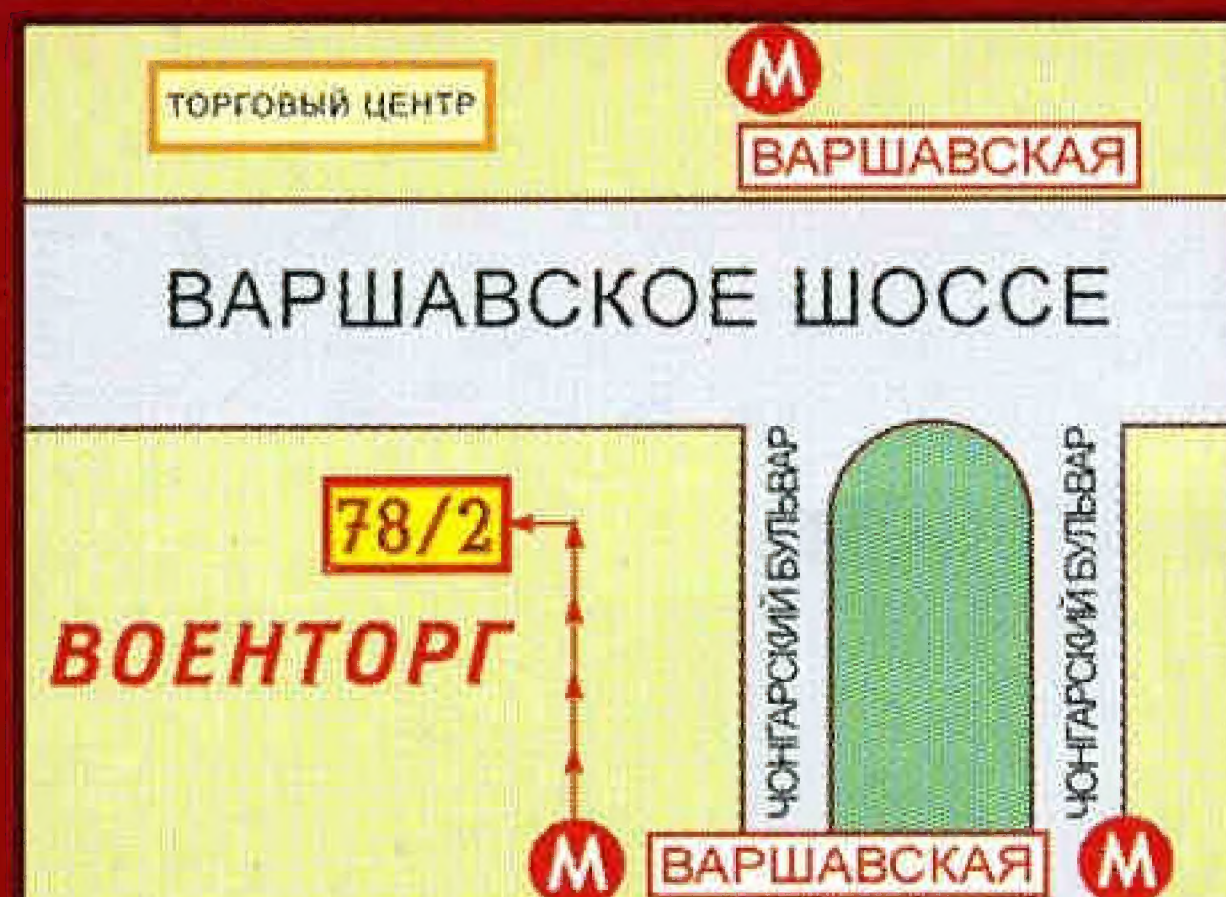 М
ТОРГОВЫЙ ЦЕНТР
ВАРШАВСКАЯ
ВАРШАВСКОЕ ШОССЕ
78/2
ВОЕНТОРГ
ЧОНГАРСКИЙ БУЛЬВАР
ЧОНГАРСКИЙ БУЛЬВАР
М
ВАРШАВСКАЯ
М